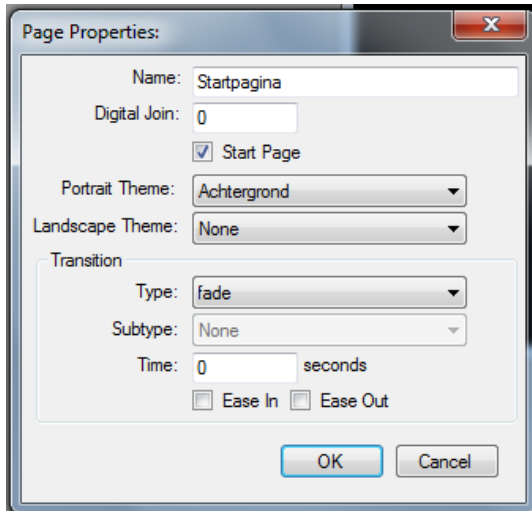 Page Properties:
Name: Startpagina
Digital Join: 0
Start Page
Portrait Theme: Achtergrond
Landscape Theme: None
Transition
Type: fade
Subtype: None
Time: 0 seconds
Ease In Ease Out
OK Cancel